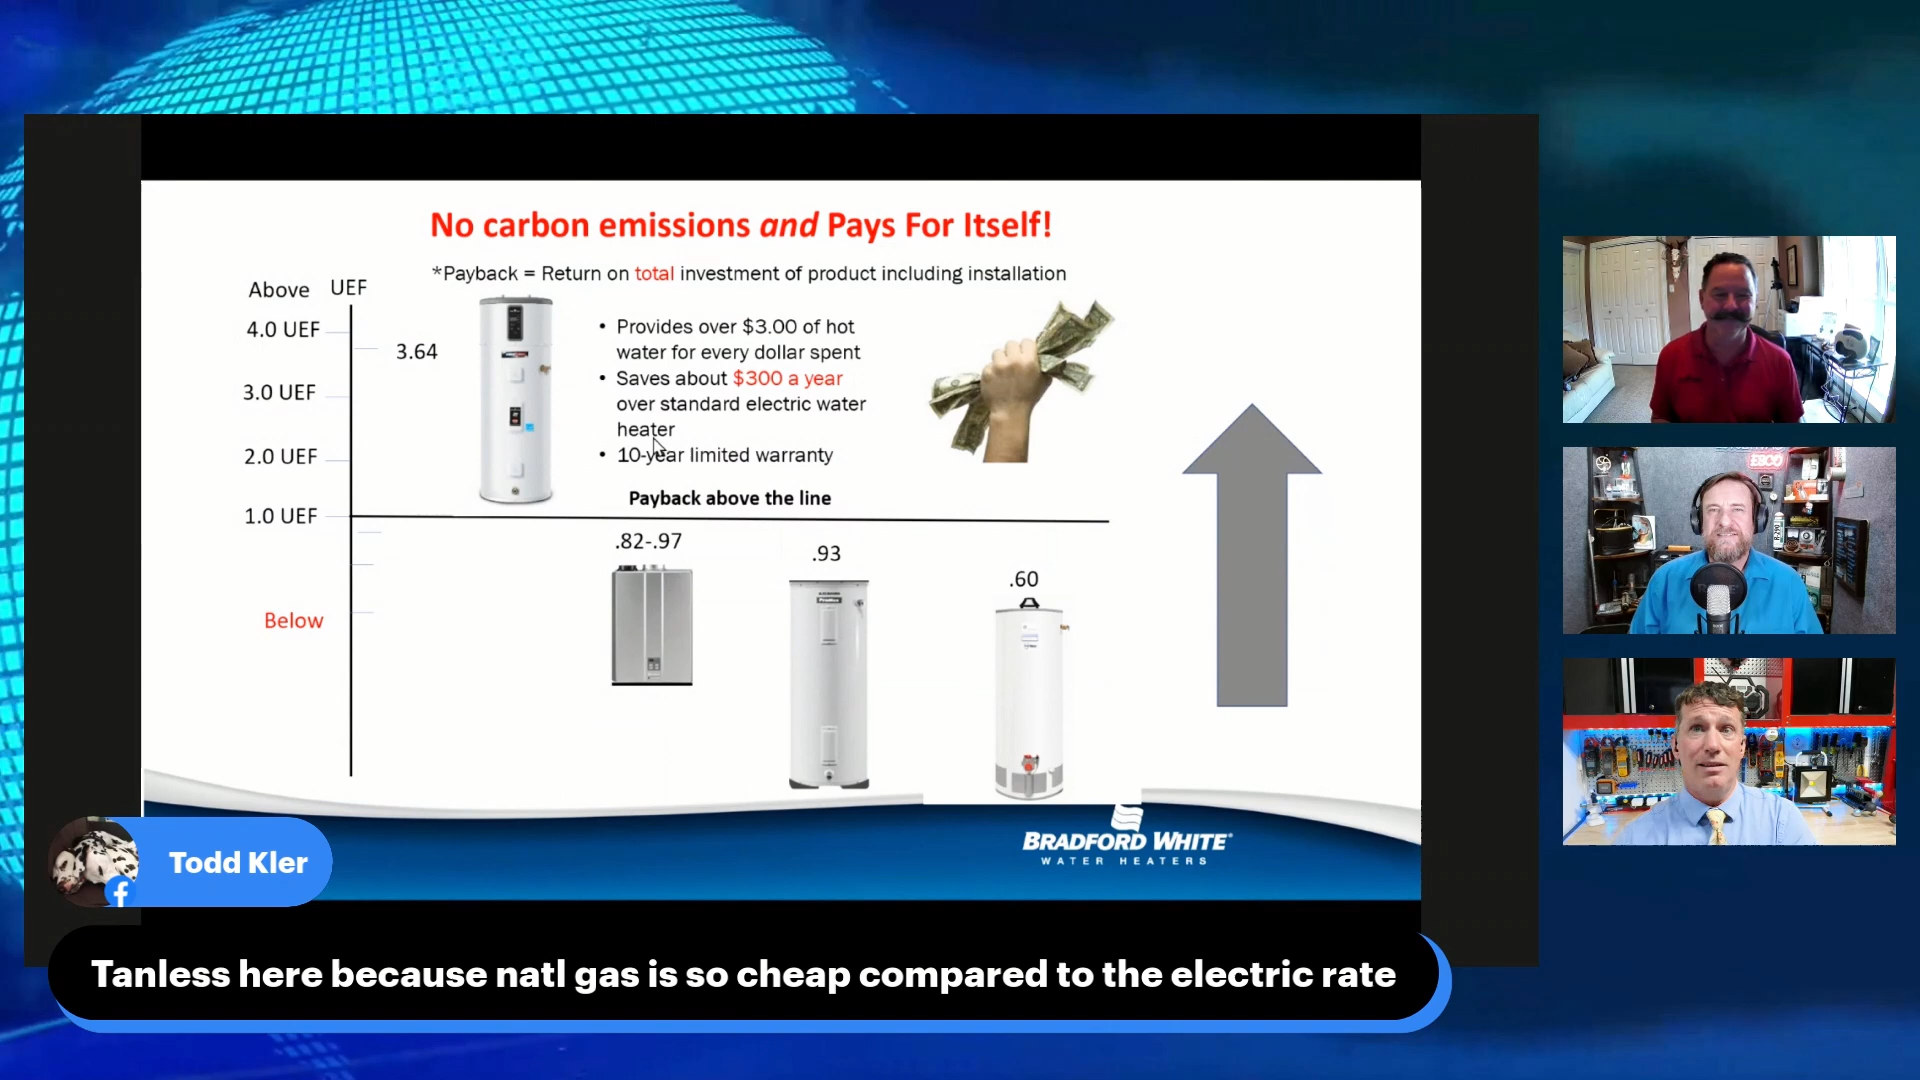 No carbon emissions and Pays For Itself!
*Payback = Return on total investment of product including installation
Above UEF
4.0 UEF
3.64
3.0 UEF
2.0 UEF
1.0 UEF
Below
• Provides over $3.00 of hot
water for every dollar spent
• Saves about $300 a year
over standard electric water
heater
• 10-year limited warranty
Payback above the line
.82-.97
.93
.60
BRADFORD WHITE
WATER HEATERS
ESCO
Todd Kler
Tanless here because natl gas is so cheap compared to the electric rate